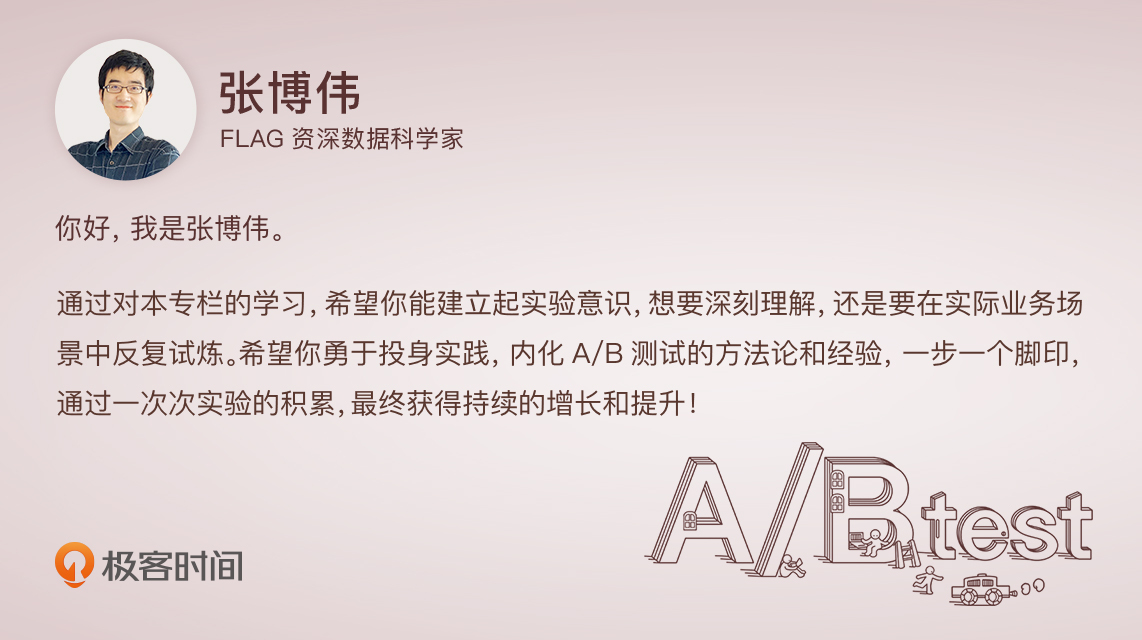 张博伟
FLAG 资深数据科学家
你好，我是张博伟。
通过对本专栏的学习，希望你能建立起实验意识，想要深刻理解，还是要在实际业务场
景中反复试炼。希望你勇于投身实践，内化 A/B 测试的方法论和经验，一步一个脚印，
通过一次次实验的积累，最终获得持续的增长和提升！
A/B test
极客时间